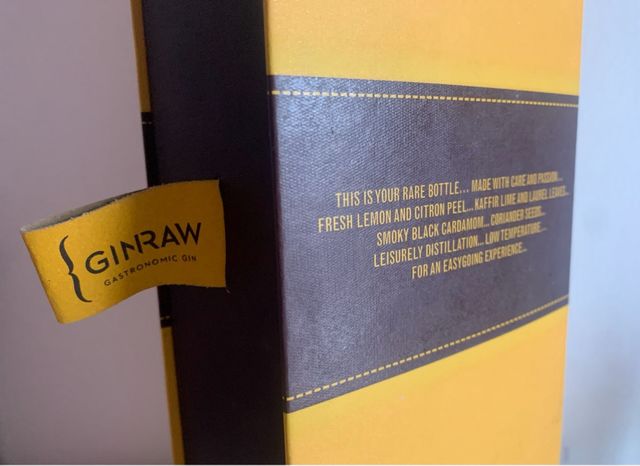 {GINRAW
GASTRONOMIC GIN
THIS IS YOUR RARE BOTTLE... MADE WITH CARE AND PASSION...
FRESH LEMON AND CITRON PEEL... KAFFIR LIME AND LAUREL LEAVES...
SMOKY BLACK CARDAMOM... CORIANDER SEEDS...
LEISURELY DISTILLATION... LOW TEMPERATURE...
FOR AN EASYGOING EXPERIENCE...